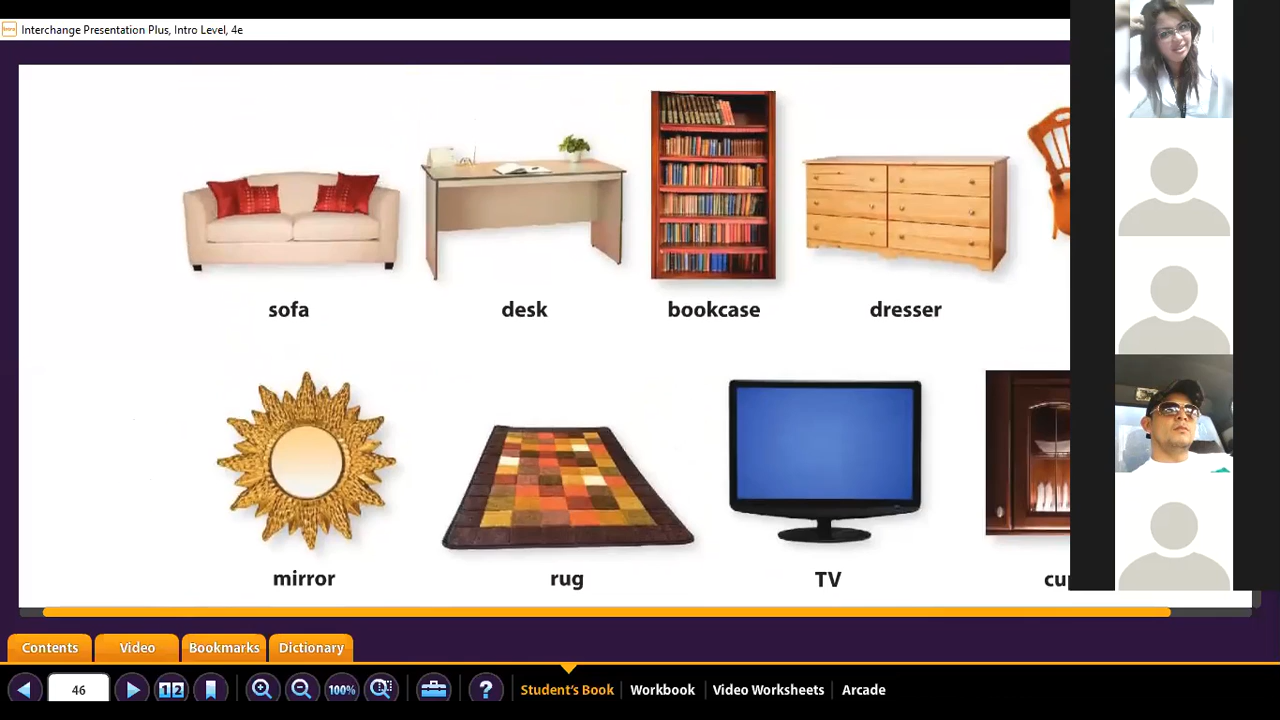 Interchange Presentation Plus, Intro Level, 4e
sofa desk bookcase dresser
mirror rug TV
Contents Video Bookmarks Dictionary
46 12 100% ? Student's Book Workbook Video Worksheets Arcade